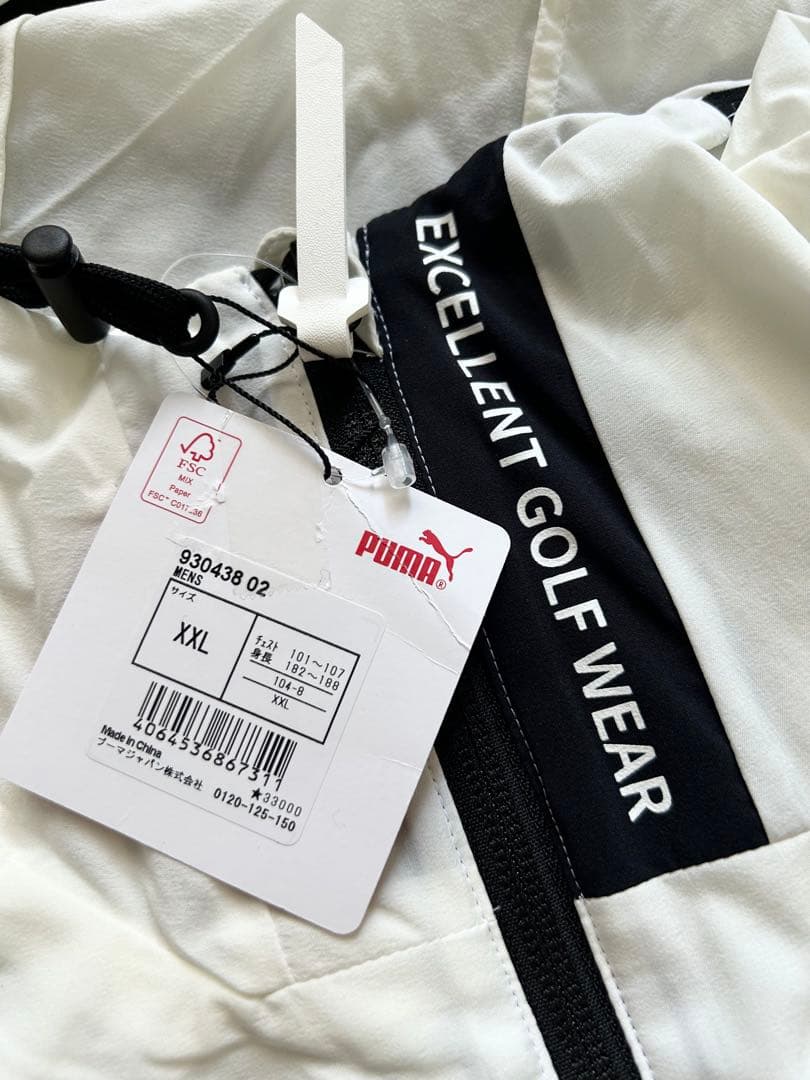 FSC
MIX
Paper
PUMA®
930438 02
MENS
サイズ
XXL
チェスト 101～107
身長 182～188
104-8
XXL
4064536867311
Made in China
★33000
プーマジャパン株式会社 0120-125-150
EXCELLENT GOLF WEAR